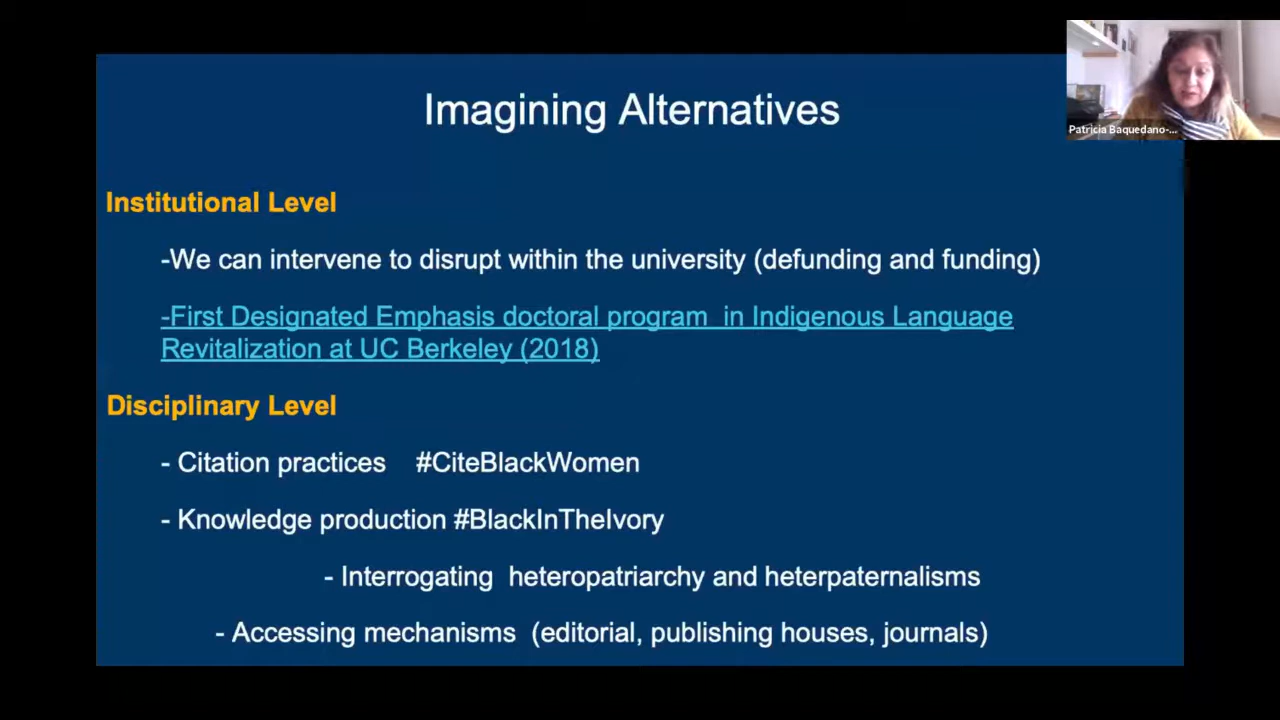 Imagining Alternatives
Patricia Baquedano-...
Institutional Level
-We can intervene to disrupt within the university (defunding and funding)
-First Designated Emphasis doctoral program in Indigenous Language
Revitalization at UC Berkeley (2018)
Disciplinary Level
- Citation practices #CiteBlackWomen
- Knowledge production #BlackInTheIvory
- Interrogating heteropatriarchy and heterpaternalisms
- Accessing mechanisms (editorial, publishing houses, journals)